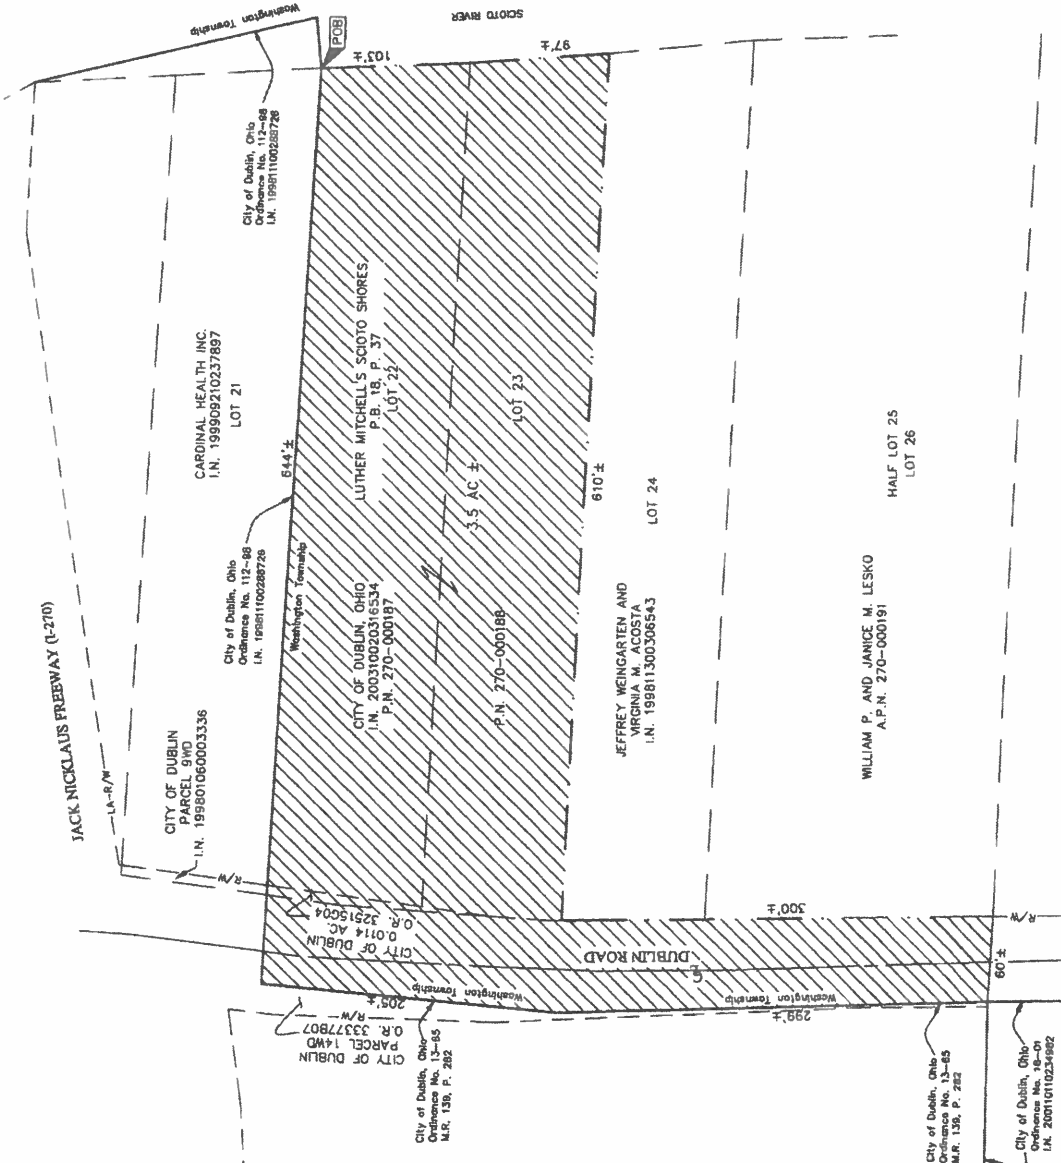 Washington Township
SCIOTO RIVER
POB
103'±
97'±
City of Dublin, Ohio
Ordinance No. 112-98
I.N. 199811100288726
JACK NICKLAUS FREEWAY (I-270)
LA-R/W
CARDINAL HEALTH INC.
I.N. 199909210237897
LOT 21
CITY OF DUBLIN
PARCEL 9WD
I.N. 199801060003336
R/W
City of Dublin, Ohio
Ordinance No. 112-98
I.N. 199811100288726
644'±
Washington Township
LUTHER MITCHELL'S SCIOTO SHORES,
P.B. 18, P. 37
LOT 22
CITY OF DUBLIN, OHIO
I.N. 200310020316534
P.N. 270-000187
LOT 23
3.5 AC ±
P.N. 270-000188
610'±
LOT 24
JEFFREY WEINGARTEN AND
VIRGINIA M. ACOSTA
I.N. 199811300306543
HALF LOT 25
LOT 26
WILLIAM P. AND JANICE M. LESKO
A.P.N. 270-000191
CITY OF DUBLIN
0.0114 AC.
O.R. 32515G04
DUBLIN ROAD
℄
300'±
R/W
60'±
Washington Township
205'±
R/W
CITY OF DUBLIN
PARCEL 14WD
O.R. 33377B07
Washington Township
299'±
City of Dublin, Ohio
Ordinance No. 13-65
M.R. 139, P. 282
City of Dublin, Ohio
Ordinance No. 13-65
M.R. 139, P. 282
City of Dublin, Ohio
Ordinance No. 16-01
I.N. 200110110234982